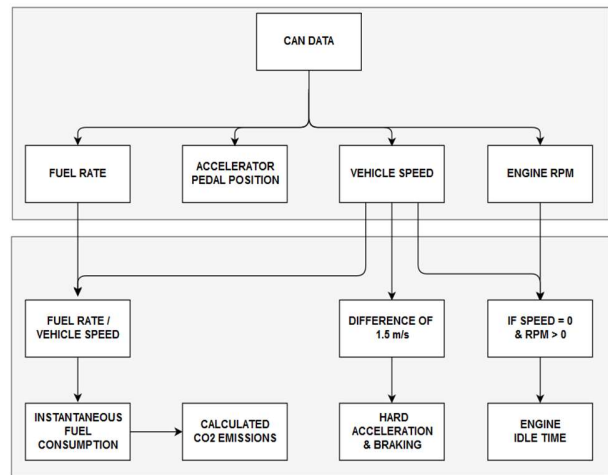 CAN DATA
FUEL RATE
ACCELERATOR
PEDAL POSITION
VEHICLE SPEED
ENGINE RPM
FUEL RATE /
VEHICLE SPEED
DIFFERENCE OF
1.5 m/s
IF SPEED = 0
& RPM > 0
INSTANTANEOUS
FUEL
CONSUMPTION
CALCULATED
CO2 EMISSIONS
HARD
ACCELERATION
& BRAKING
ENGINE
IDLE TIME